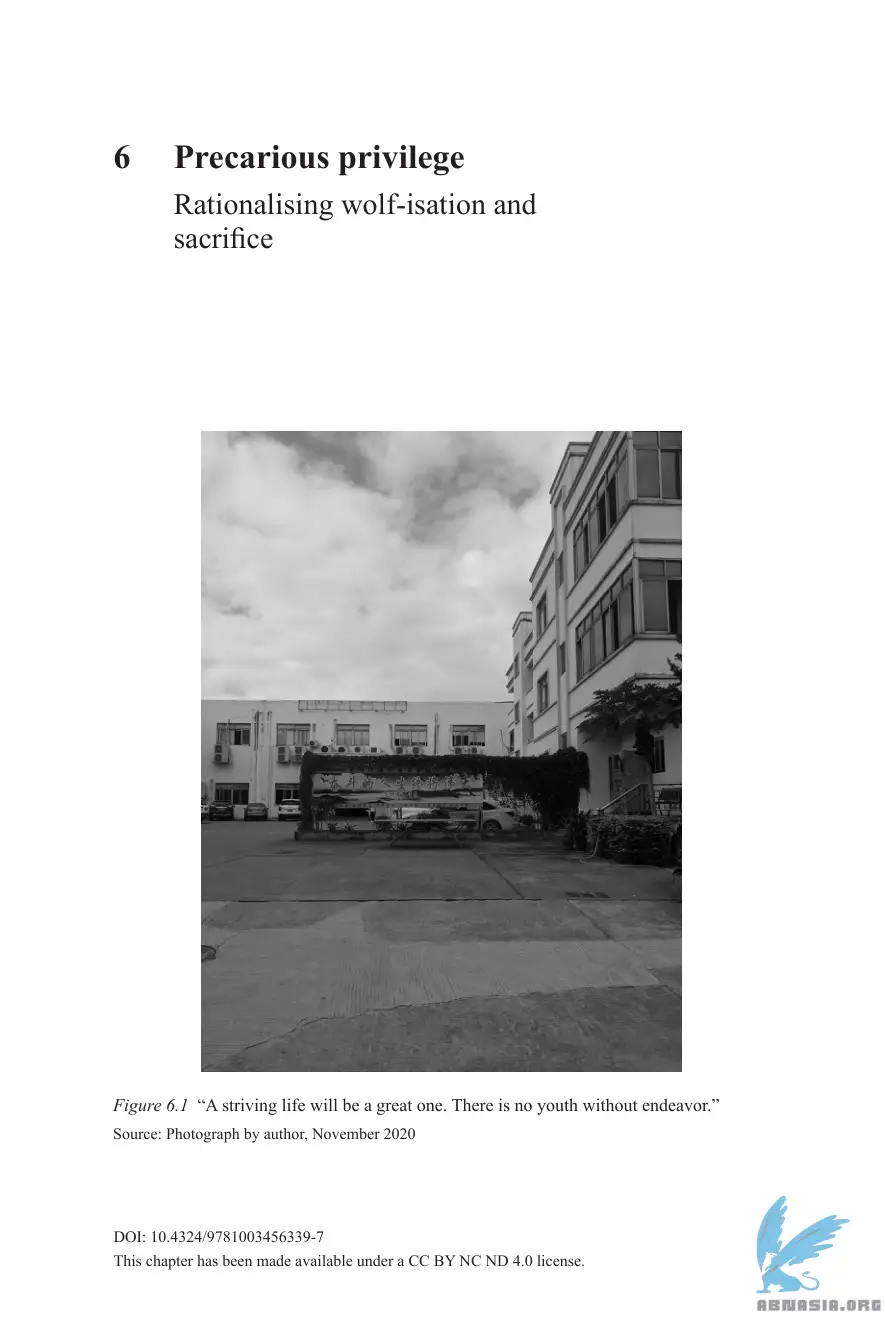 6 Precarious privilege
Rationalising wolf-isation and
sacrifice
Figure 6.1 “A striving life will be a great one. There is no youth without endeavor.”
Source: Photograph by author, November 2020
DOI: 10.4324/9781003456339-7
This chapter has been made available under a CC BY NC ND 4.0 license.
ABNASIA.ORG